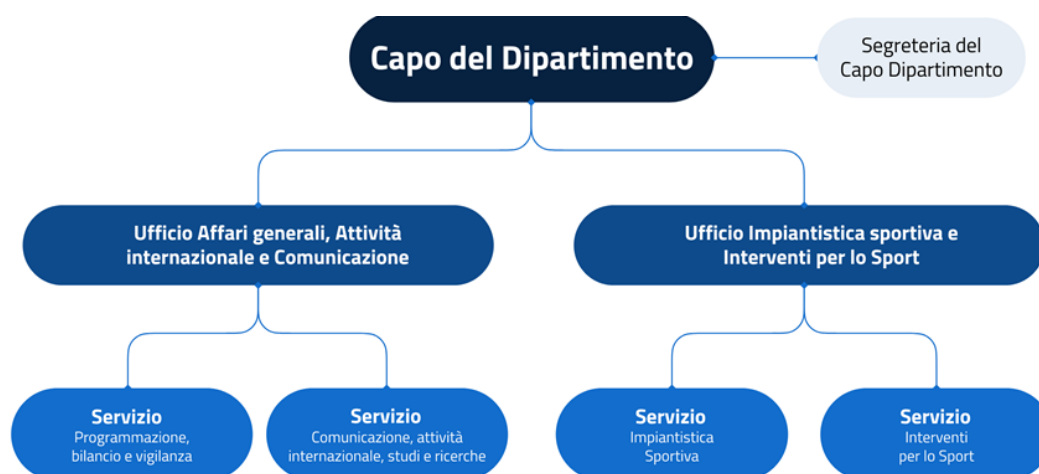 Capo del Dipartimento
Segreteria del
Capo Dipartimento
Ufficio Affari generali, Attività
internazionale e Comunicazione
Ufficio Impiantistica sportiva e
Interventi per lo Sport
Servizio
Programmazione,
bilancio e vigilanza
Servizio
Comunicazione, attività
internazionale, studi e ricerche
Servizio
Impiantistica
Sportiva
Servizio
Interventi
per lo Sport